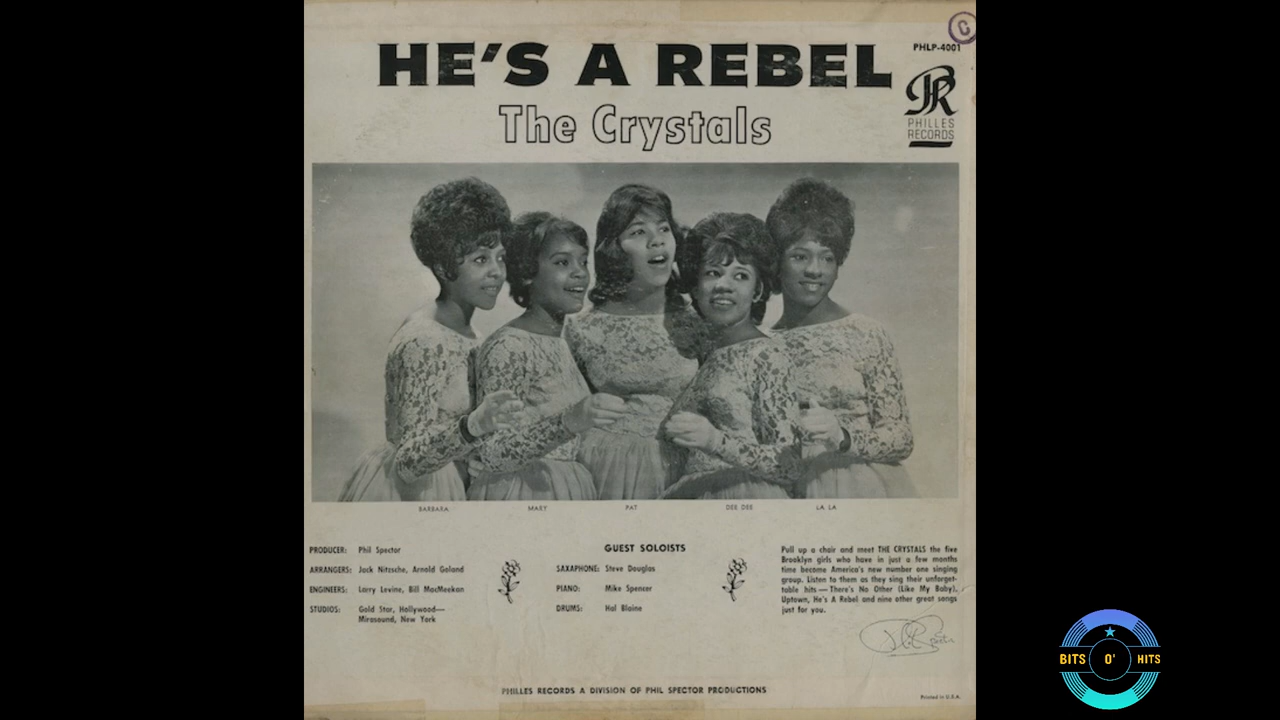 C
PHLP-4001
HE'S A REBEL
The Crystals
PR
PHILLES
RECORDS
BARBARA MARY PAT DEE DEE LA LA
PRODUCER: Phil Spector
ARRANGERS: Jack Nitzsche, Arnold Goland
ENGINEERS: Larry Levine, Bill MacMeekan
STUDIOS: Gold Star, Hollywood—
Mirasound, New York
GUEST SOLOISTS
SAXAPHONE: Steve Douglas
PIANO: Mike Spencer
DRUMS: Hal Blaine
Pull up a chair and meet THE CRYSTALS the five
Brooklyn girls who have in just a few months
time become America's new number one singing
group. Listen to them as they sing their unforget-
table hits — There's No Other (Like My Baby),
Uptown, He's A Rebel and nine other great songs
just for you.
PHILLES RECORDS A DIVISION OF PHIL SPECTOR PRODUCTIONS
Printed in U.S.A.
BITS O' HITS